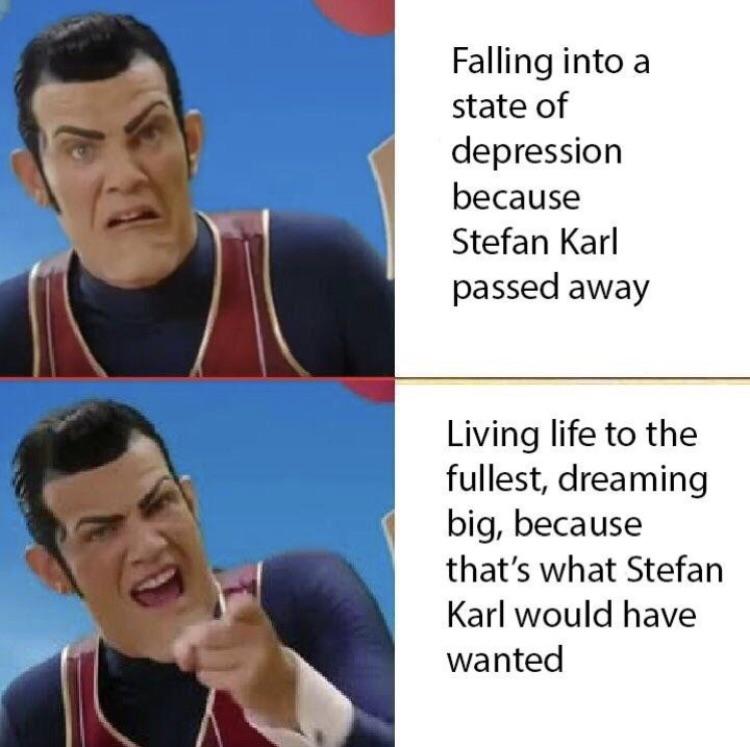 Falling into a
state of
depression
because
Stefan Karl
passed away
Living life to the
fullest, dreaming
big, because
that's what Stefan
Karl would have
wanted